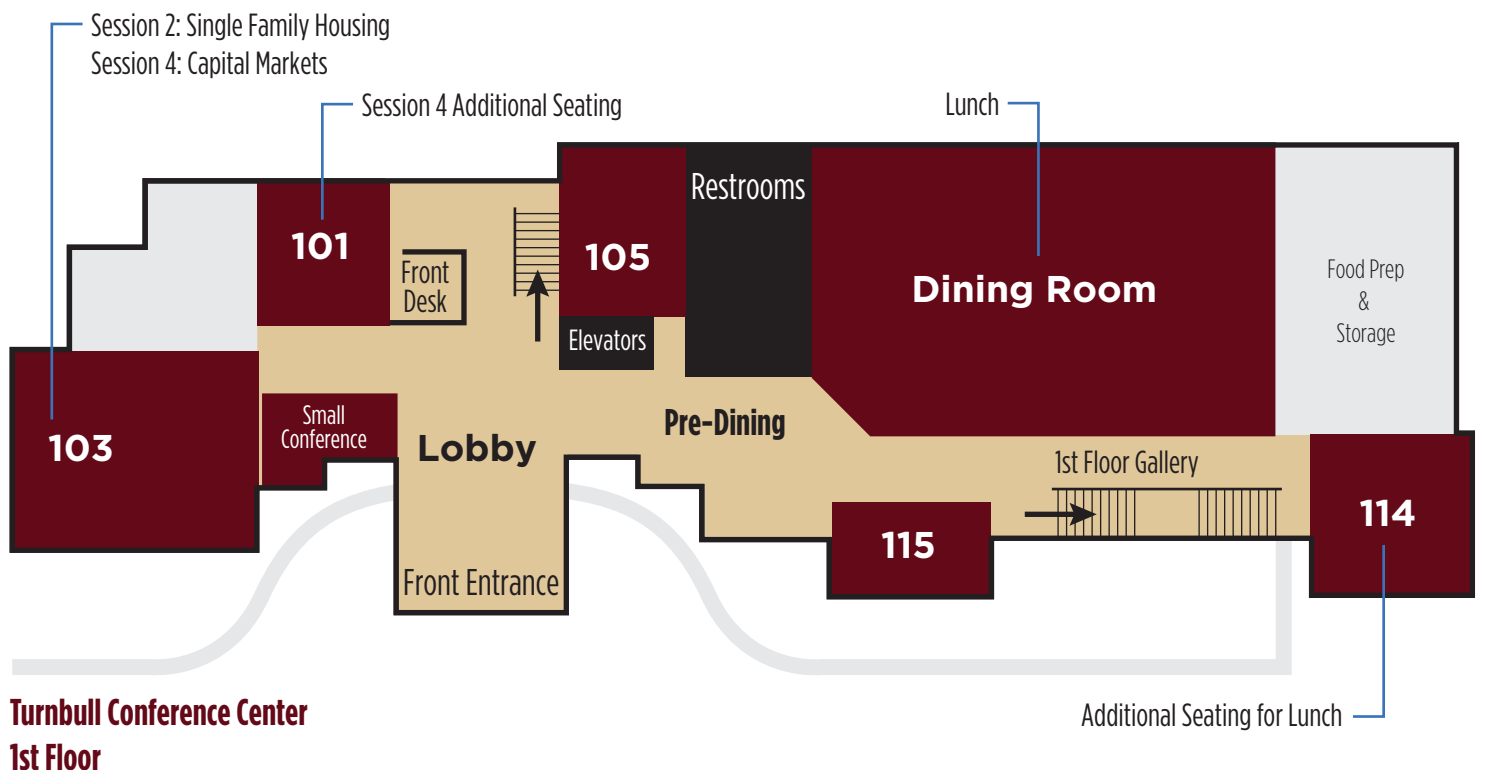 Session 2: Single Family Housing
Session 4: Capital Markets
Session 4 Additional Seating
Lunch
Restrooms
101
105
Front
Desk
Dining Room
Food Prep
&
Storage
Elevators
Small
Conference
103
Lobby
Pre-Dining
1st Floor Gallery
114
115
Front Entrance
Turnbull Conference Center
1st Floor
Additional Seating for Lunch